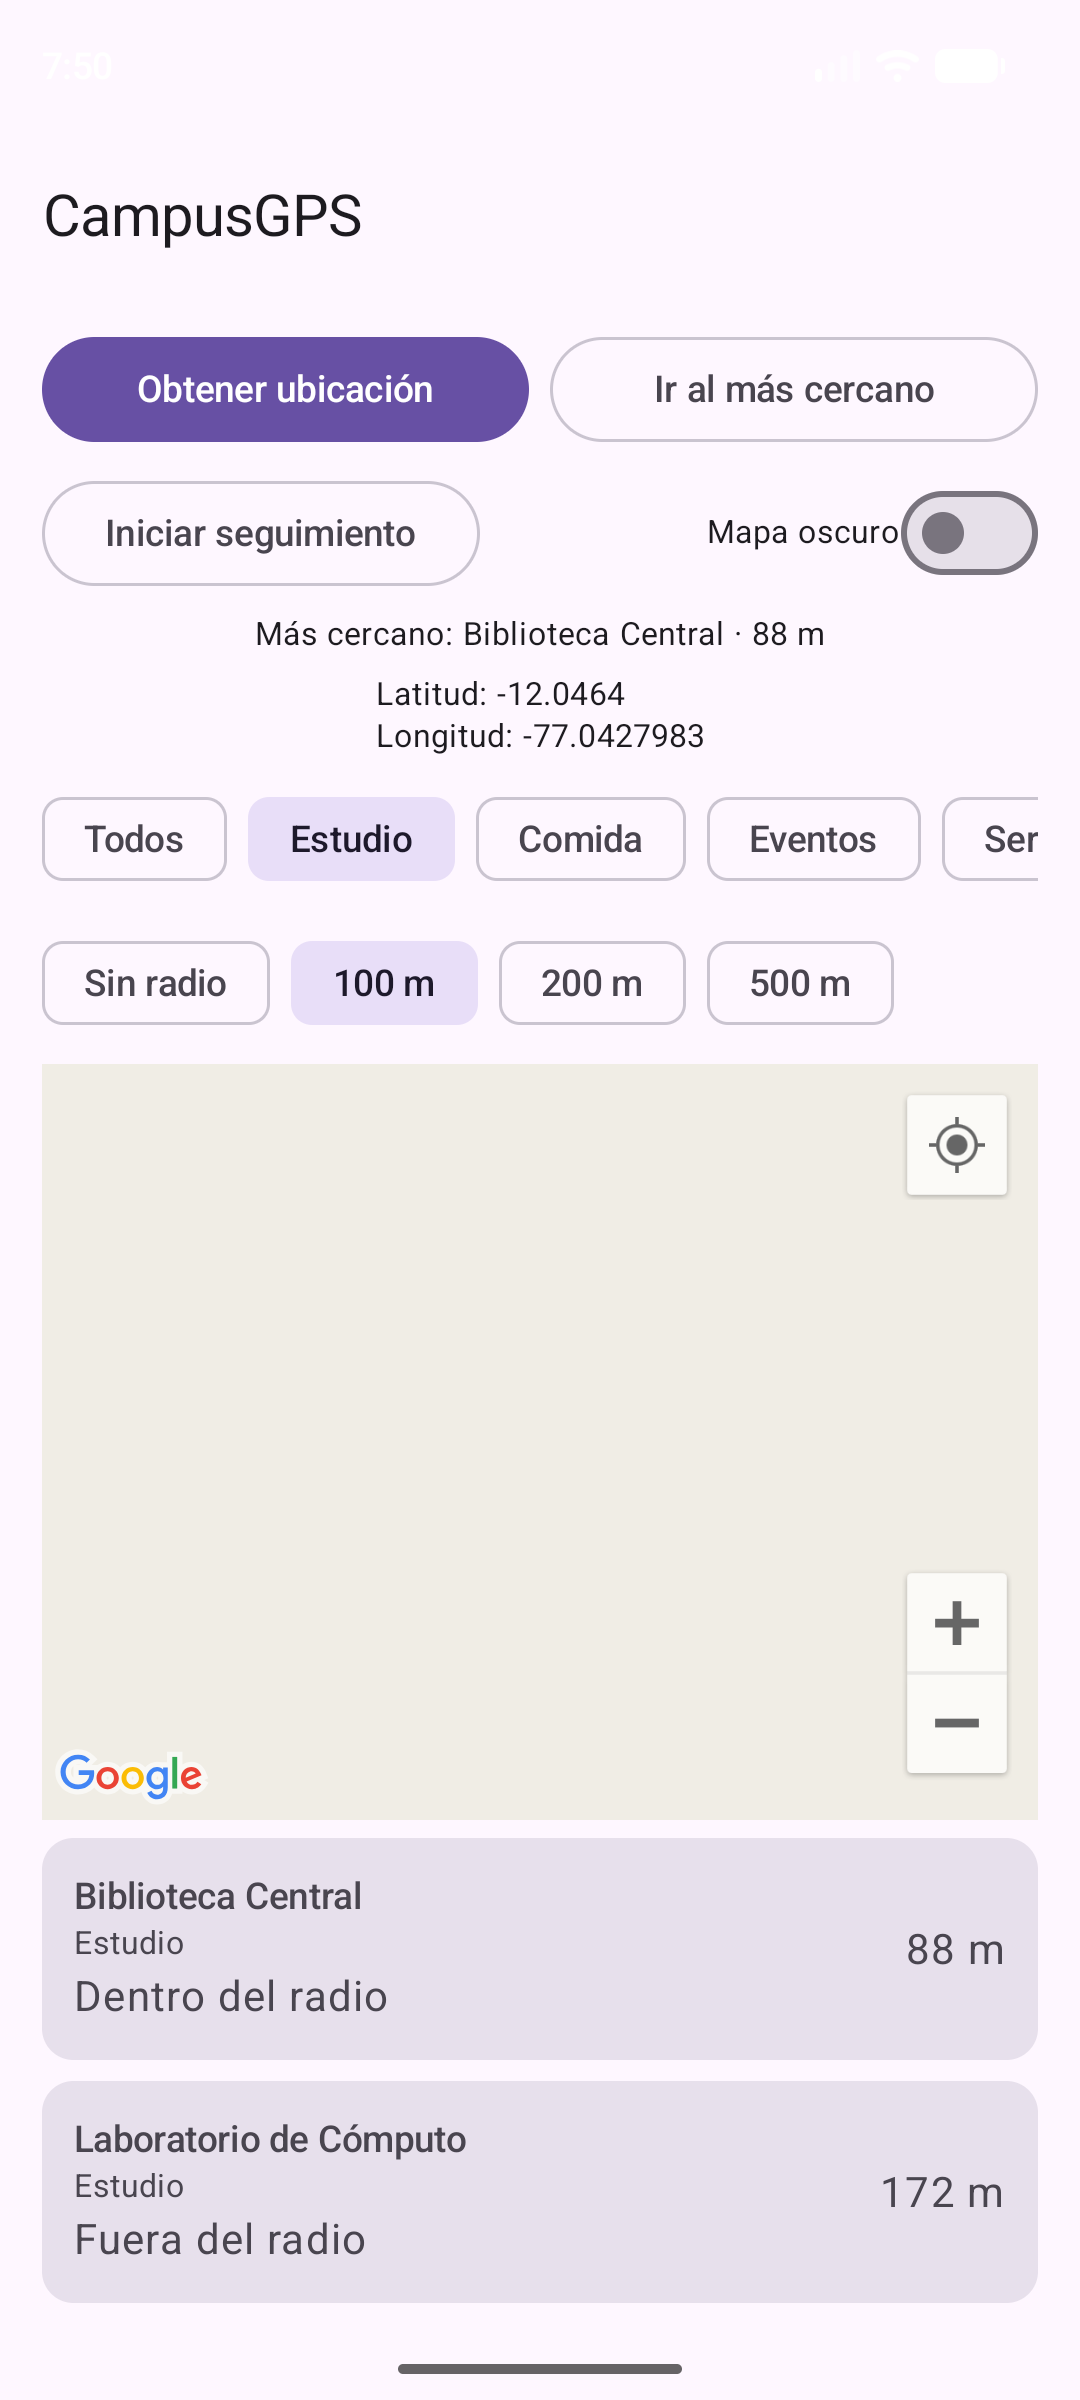 7:50
CampusGPS
Obtener ubicación
Ir al más cercano
Iniciar seguimiento
Mapa oscuro
Más cercano: Biblioteca Central · 88 m
Latitud: -12.0464
Longitud: -77.0427983
Todos
Estudio
Comida
Eventos
Ser
Sin radio
100 m
200 m
500 m
Google
Biblioteca Central
Estudio
88 m
Dentro del radio
Laboratorio de Cómputo
Estudio
172 m
Fuera del radio